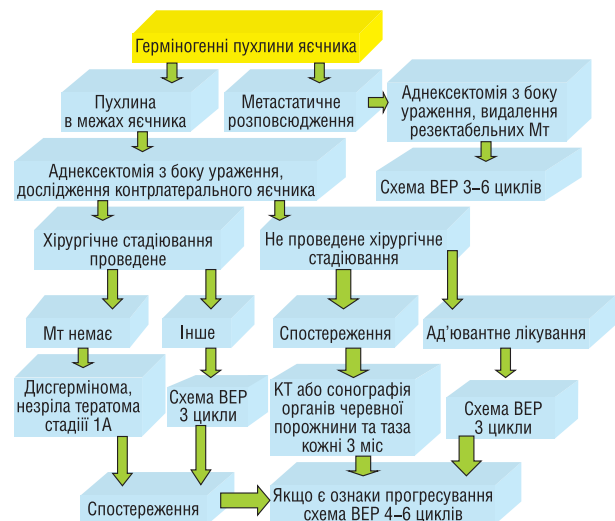 Герміногенні пухлини яєчника
Пухлина
в межах яєчника
Метастатичне
розповсюдження
Аднексектомія з боку
ураження, видалення
резектабельних Мт
Схема ВЕР 3–6 циклів
Аднексектомія з боку ураження,
дослідження контрлатерального яєчника
Хірургічне стадіювання
проведене
Не проведене хірургічне
стадіювання
Мт немає
Інше
Спостереження
Ад’ювантне лікування
Дисгермінома,
незріла тератома
стадіїї 1А
Схема ВЕР
3 цикли
КТ або сонографія
органів черевної
порожнини та таза
кожні 3 міс
Схема ВЕР
3 цикли
Спостереження
Якщо є ознаки прогресування
схема ВЕР 4–6 циклів